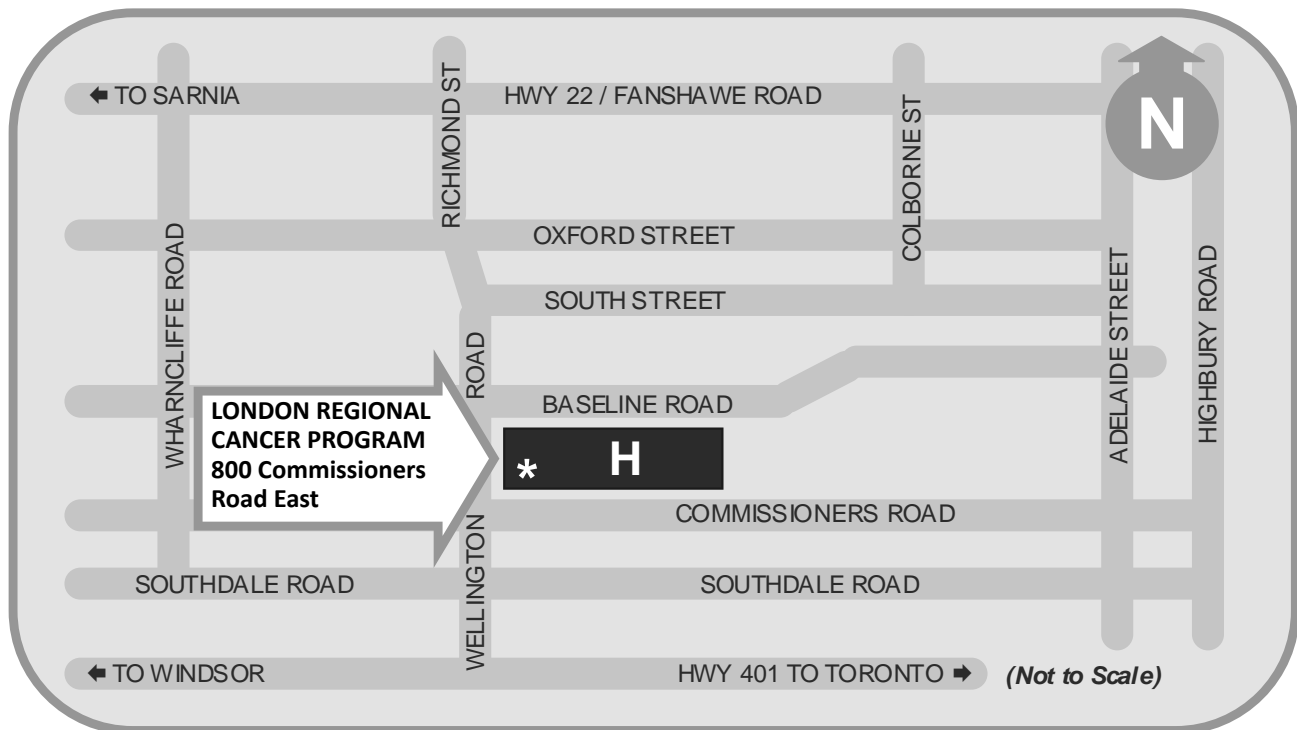 ← TO SARNIA
HWY 22 / FANSHAWE ROAD
RICHMOND ST
COLBORNE ST
N
WHARNCLIFFE ROAD
OXFORD STREET
SOUTH STREET
ADELAIDE STREET
HIGHBURY ROAD
ROAD
BASELINE ROAD
LONDON REGIONAL
CANCER PROGRAM
800 Commissioners
Road East
* H
COMMISSIONERS ROAD
WELLINGTON
SOUTHDALE ROAD
SOUTHDALE ROAD
← TO WINDSOR
HWY 401 TO TORONTO →
(Not to Scale)